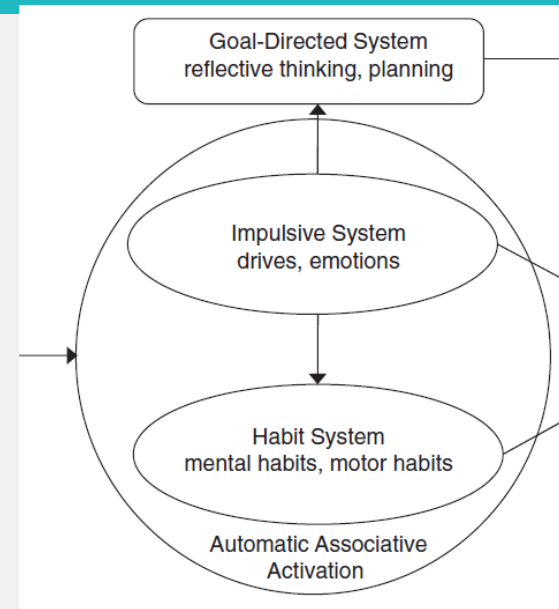 Goal-Directed System
reflective thinking, planning
Impulsive System
drives, emotions
Habit System
mental habits, motor habits
Automatic Associative
Activation